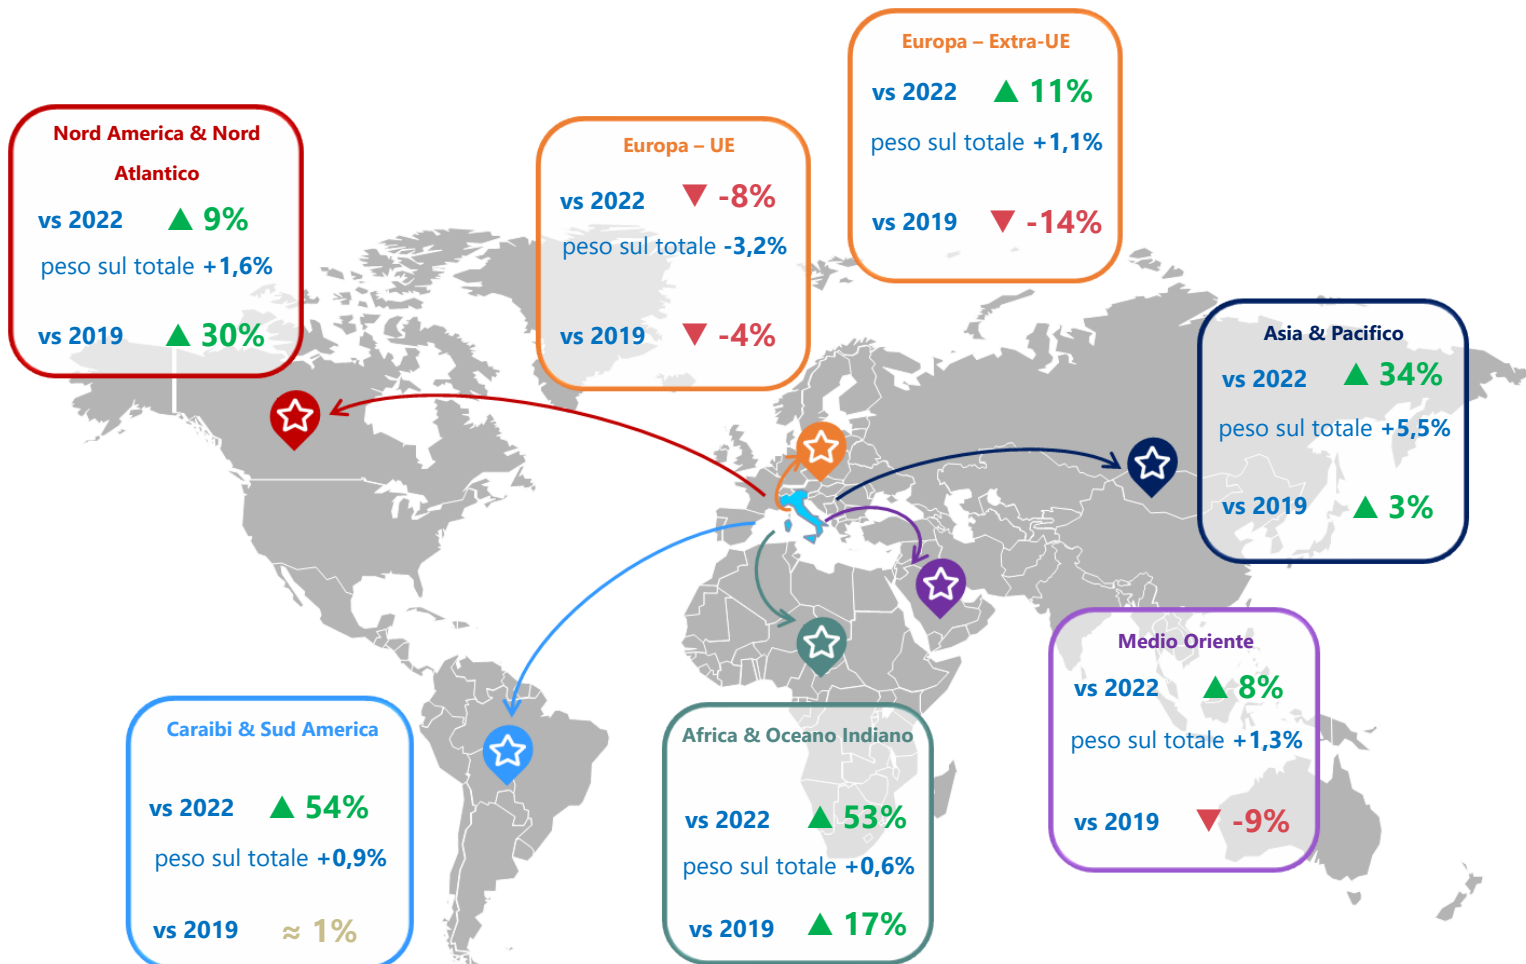 Nord America & Nord
Atlantico
vs 2022 ▲ 9%
peso sul totale +1,6%
vs 2019 ▲ 30%
Europa – UE
vs 2022 ▼ -8%
peso sul totale -3,2%
vs 2019 ▼ -4%
Europa – Extra-UE
vs 2022 ▲ 11%
peso sul totale +1,1%
vs 2019 ▼ -14%
Asia & Pacifico
vs 2022 ▲ 34%
peso sul totale +5,5%
vs 2019 ▲ 3%
Caraibi & Sud America
vs 2022 ▲ 54%
peso sul totale +0,9%
vs 2019 ≈ 1%
Africa & Oceano Indiano
vs 2022 ▲ 53%
peso sul totale +0,6%
vs 2019 ▲ 17%
Medio Oriente
vs 2022 ▲ 8%
peso sul totale +1,3%
vs 2019 ▼ -9%